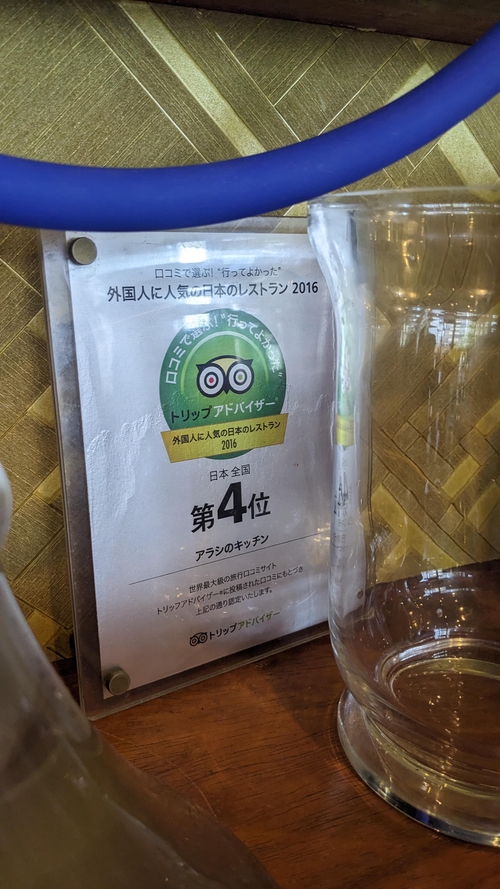 口コミで選ぶ! "行ってよかった"
外国人に人気の日本のレストラン 2016
口コミで選ぶ! "行ってよかった"
トリップアドバイザー
外国人に人気の日本のレストラン
2016
日本 全国
第4位
アラシのキッチン
世界最大級の旅行口コミサイト
トリップアドバイザー®に投稿された口コミにもとづき
上記の通り認定いたします。
トリップアドバイザー